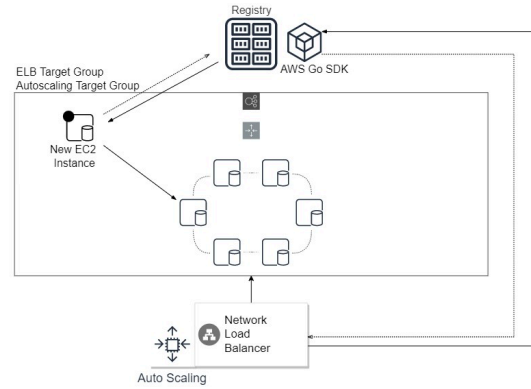 Registry
AWS Go SDK
ELB Target Group
Autoscaling Target Group
New EC2
Instance
Network
Load
Balancer
Auto Scaling